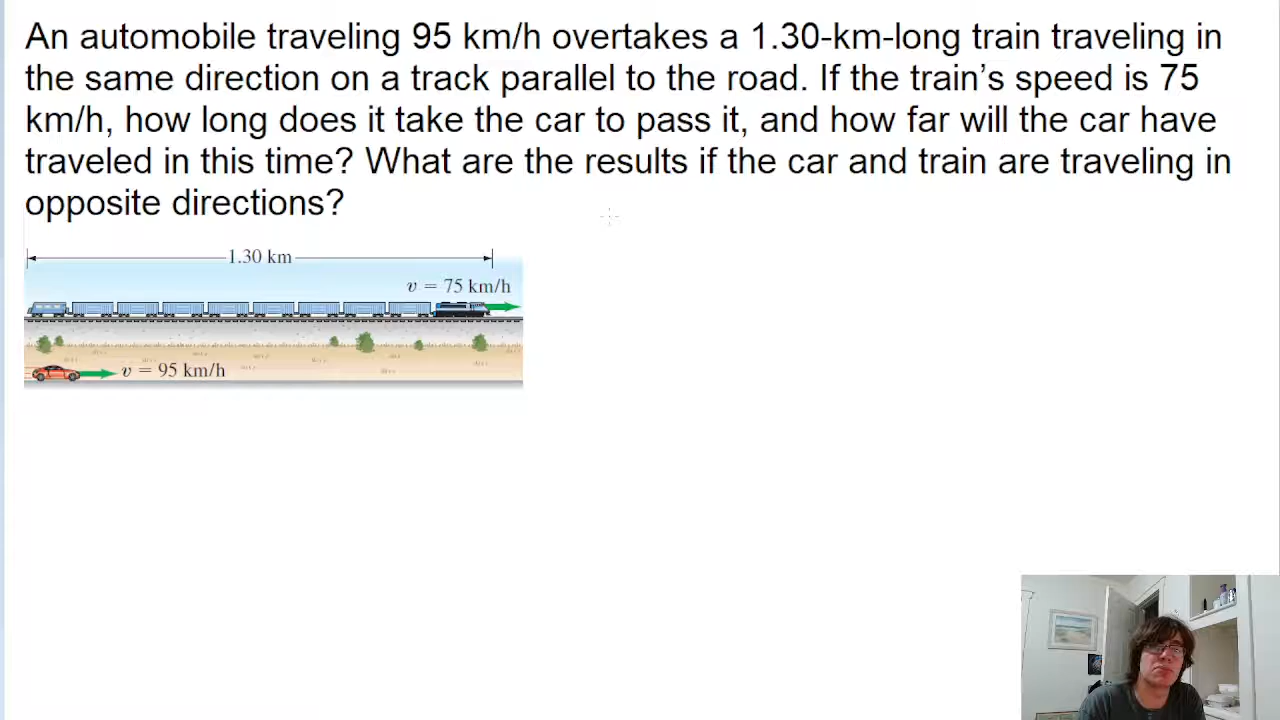 An automobile traveling 95 km/h overtakes a 1.30-km-long train traveling in
the same direction on a track parallel to the road. If the train’s speed is 75
km/h, how long does it take the car to pass it, and how far will the car have
traveled in this time? What are the results if the car and train are traveling in
opposite directions?
1.30 km
v = 75 km/h
v = 95 km/h